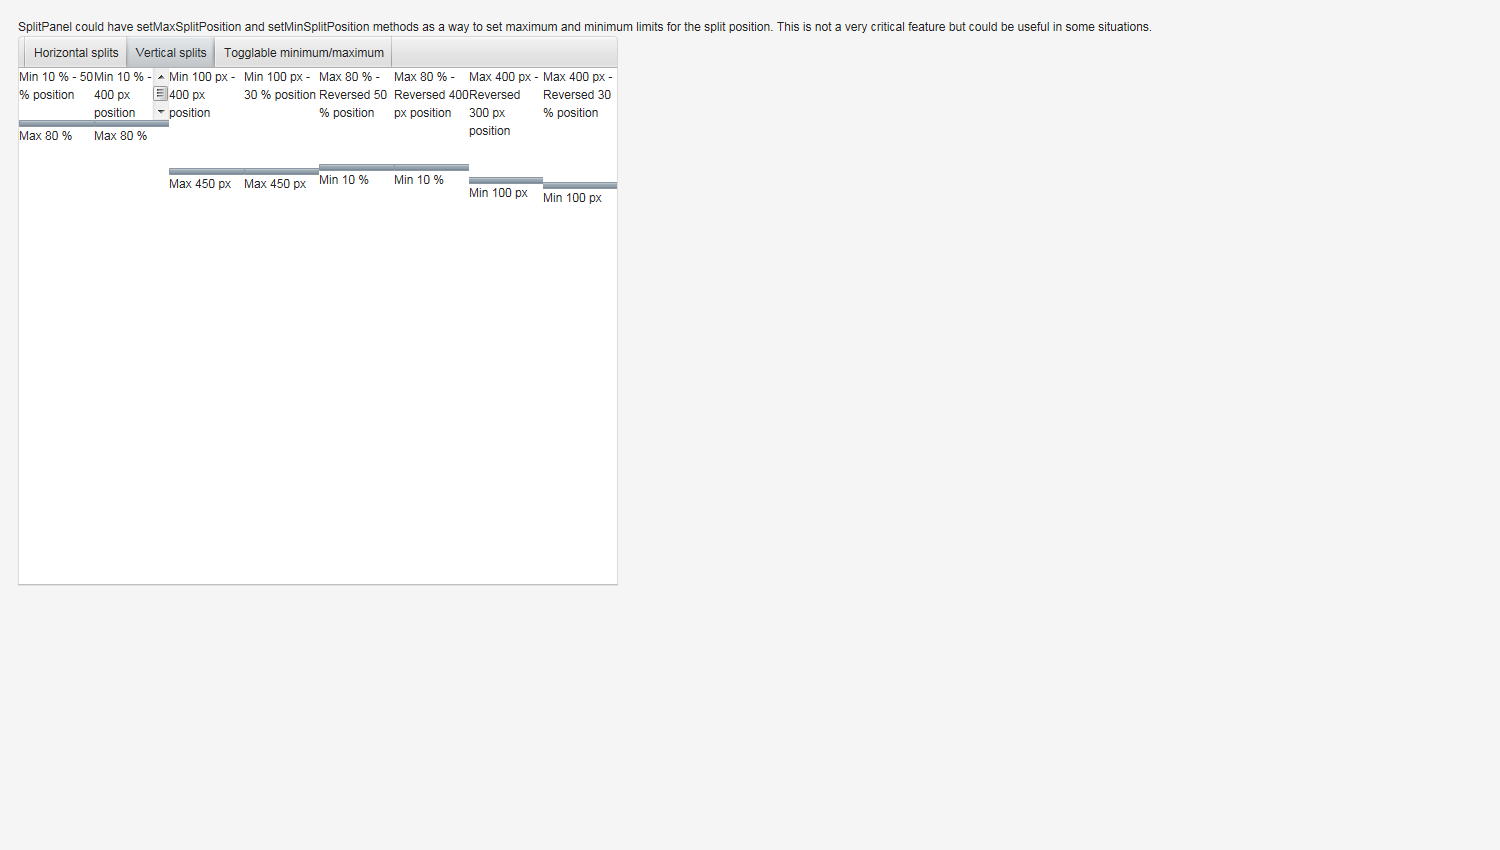 SplitPanel could have setMaxSplitPosition and setMinSplitPosition methods as a way to set maximum and minimum limits for the split position. This is not a very critical feature but could be useful in some situations.
Horizontal splits
Vertical splits
Togglable minimum/maximum
Min 10 % - 50
% position
Max 80 %
Min 10 % -
400 px
position
Max 80 %
Min 100 px -
400 px
position
Max 450 px
Min 100 px -
30 % position
Max 450 px
Max 80 % -
Reversed 50
% position
Min 10 %
Max 80 % -
Reversed 400
px position
Min 10 %
Max 400 px -
Reversed
300 px
position
Min 100 px
Max 400 px -
Reversed 30
% position
Min 100 px